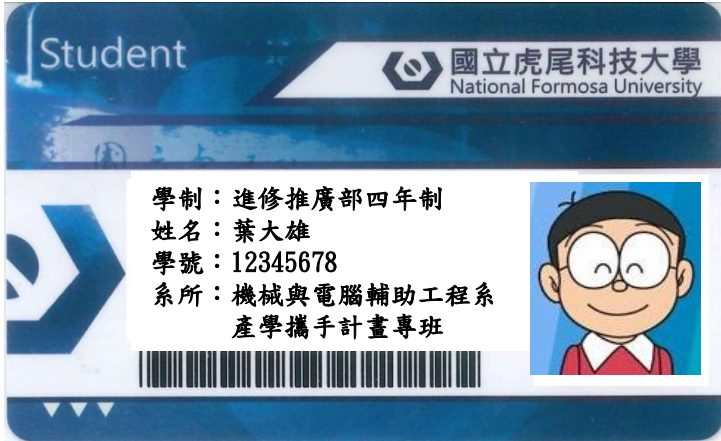 Student
國立虎尾科技大學
National Formosa University
學制：進修推廣部四年制
姓名：葉大雄
學號：12345678
系所：機械與電腦輔助工程系
產學攜手計畫專班